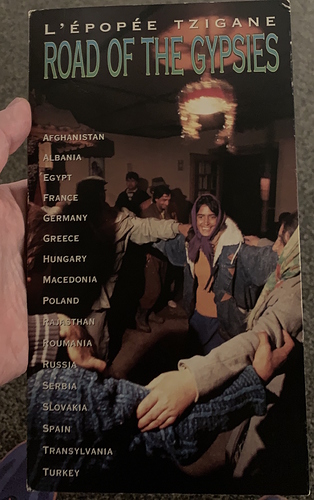 L'ÉPOPÉE TZIGANE
ROAD OF THE GYPSIES
AFGHANISTAN
ALBANIA
EGYPT
FRANCE
GERMANY
GREECE
HUNGARY
MACEDONIA
POLAND
RAJASTHAN
ROUMANIA
RUSSIA
SERBIA
SLOVAKIA
SPAIN
TRANSYLVANIA
TURKEY